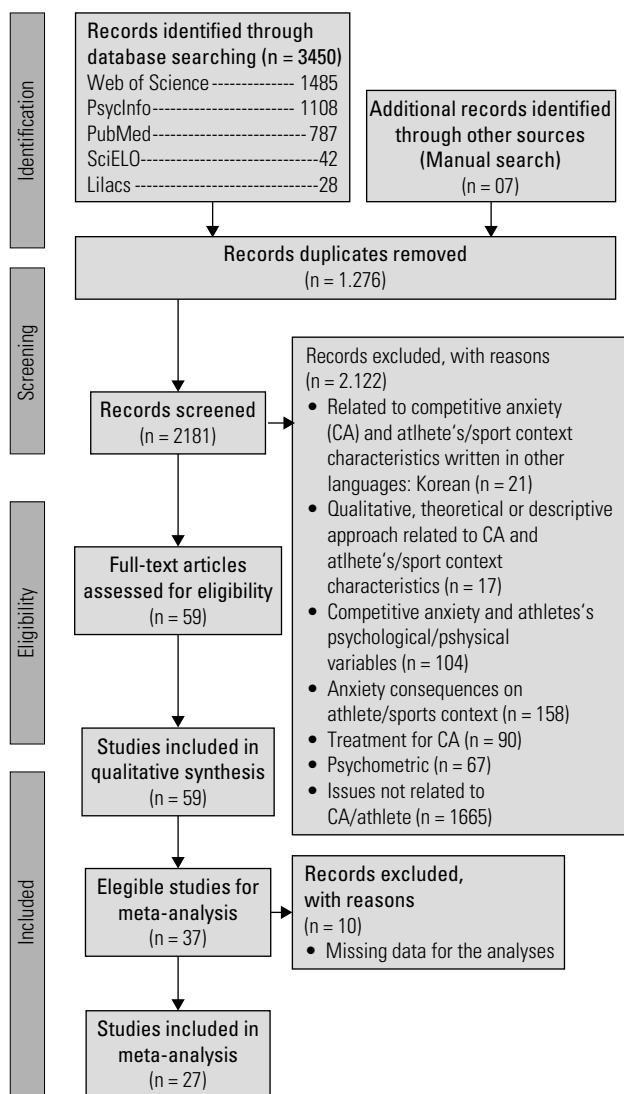 Identification
Records identified through
database searching (n = 3450)
Web of Science -------------- 1485
PsycInfo ---------------------- 1108
PubMed ------------------------ 787
SciELO--------------------------- 42
Lilacs ----------------------------- 28
Additional records identified
through other sources
(Manual search)
(n = 07)
Records duplicates removed
(n = 1.276)
Screening
Records screened
(n = 2181)
Records excluded, with reasons
(n = 2.122)
• Related to competitive anxiety
(CA) and atlhete's/sport context
characteristics written in other
languages: Korean (n = 21)
• Qualitative, theoretical or descriptive
approach related to CA and
atlhete's/sport context
characteristics (n = 17)
• Competitive anxiety and athletes's
psychological/pshysical
variables (n = 104)
• Anxiety consequences on
athlete/sports context (n = 158)
• Treatment for CA (n = 90)
• Psychometric (n = 67)
• Issues not related to
CA/athlete (n = 1665)
Eligibility
Full-text articles
assessed for eligibility
(n = 59)
Studies included in
qualitative synthesis
(n = 59)
Included
Elegible studies for
meta-analysis
(n = 37)
Records excluded,
with reasons
(n = 10)
• Missing data for the analyses
Studies included in
meta-analysis
(n = 27)